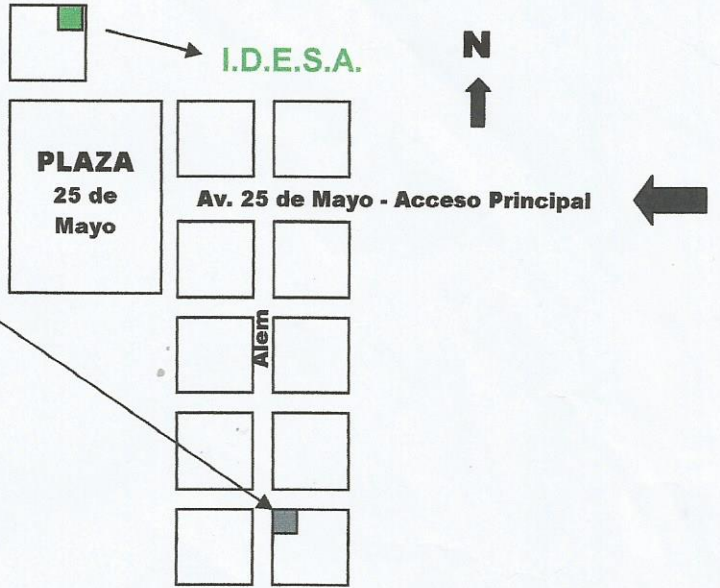 I.D.E.S.A.
N
PLAZA
25 de
Mayo
Av. 25 de Mayo - Acceso Principal
Alem